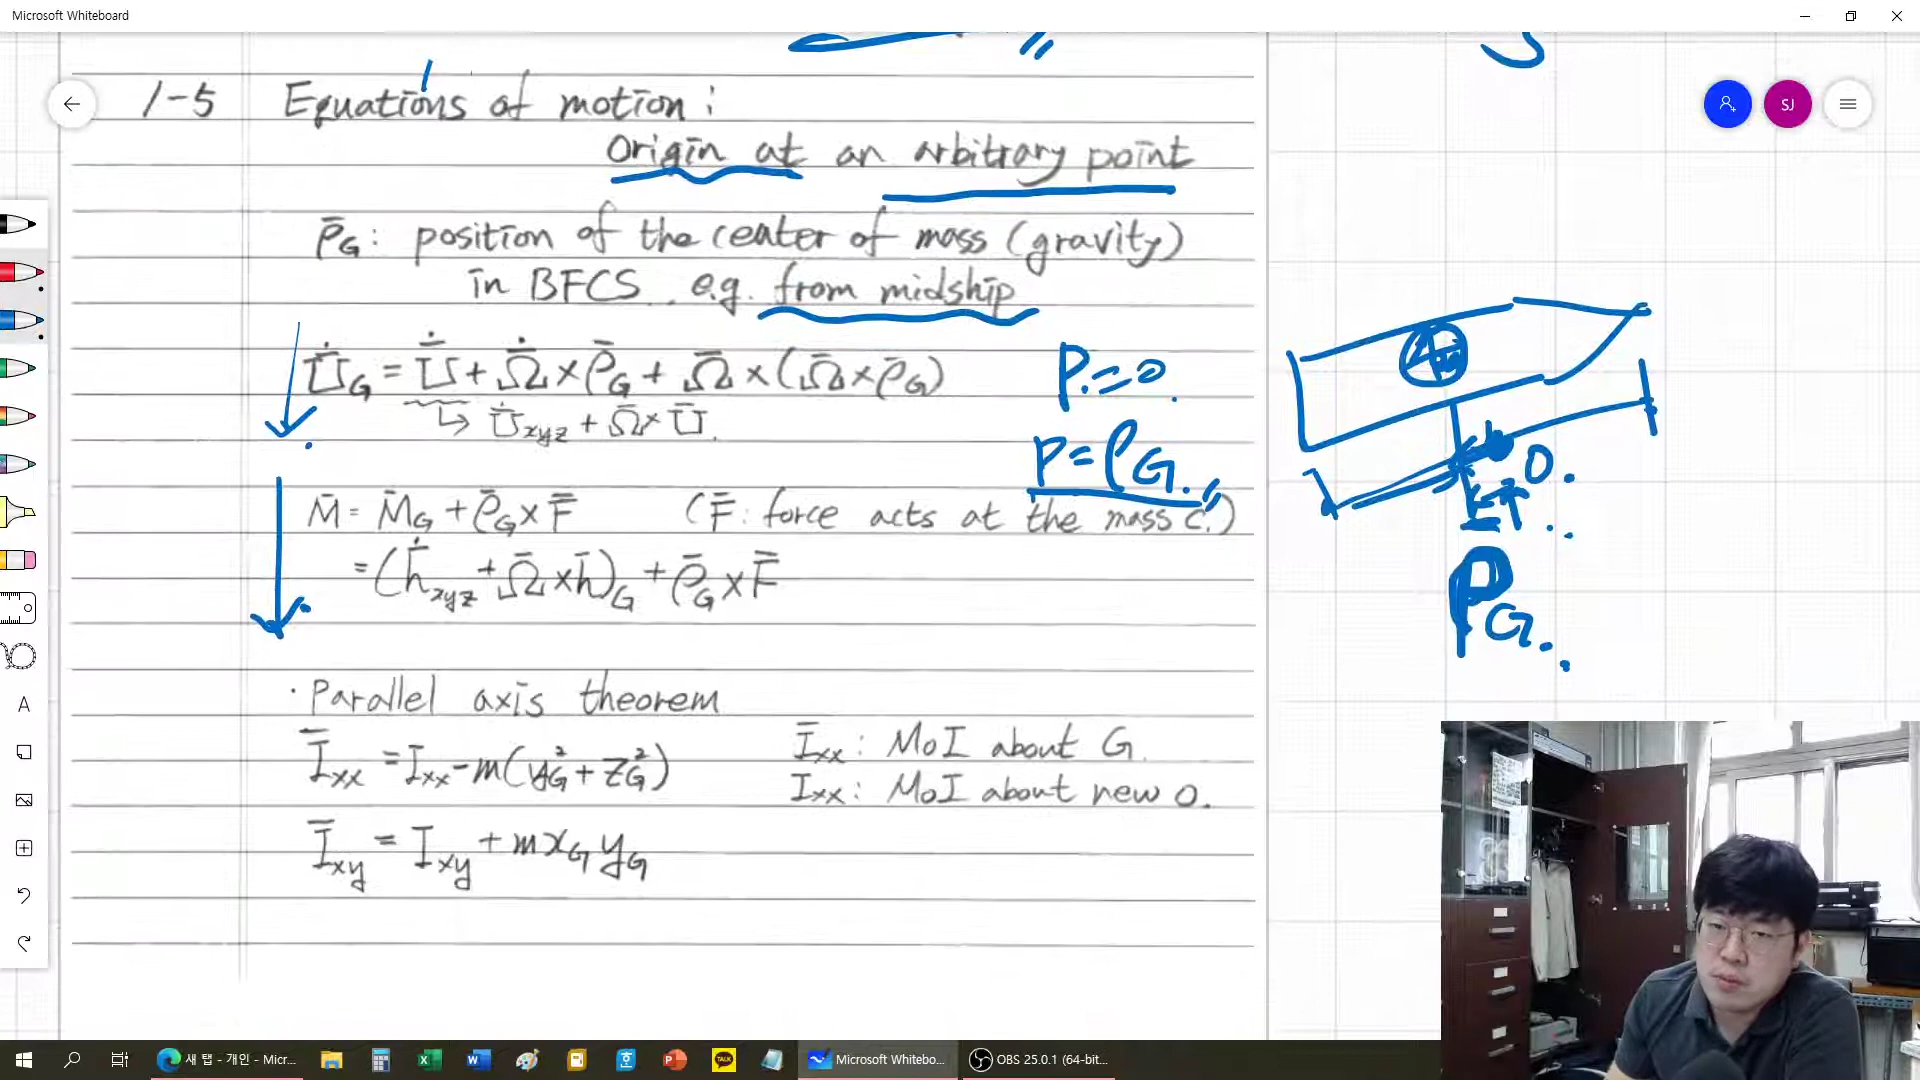 Microsoft Whiteboard
1-5 Equations of motion:
Origin at an arbitrary point
ρ̄G: position of the center of mass (gravity)
in BFCS. e.g. from midship
U̇G = U̅̇ + Ω̅̇ × ρ̄G + Ω̄ × (Ω̄ × ρ̄G)
↳ U̇xyz + Ω̄ × Ū.
P.=0.
P=ρG.
M̄ = M̄G + ρ̄G × F̄ (F̄: force acts at the mass c.)
= (ḣxyz + Ω̄ × h̄)G + ρ̄G × F̄
O.
ρG.
· Parallel axis theorem
Īxx = Ixx - m(yG² + zG²)
Īxx: MoI about G.
Ixx: MoI about new O.
Īxy = Ixy + m xG yG
SJ
A
새 탭 - 개인 - Micr...
TALK
Microsoft Whitebo...
OBS 25.0.1 (64-bit...